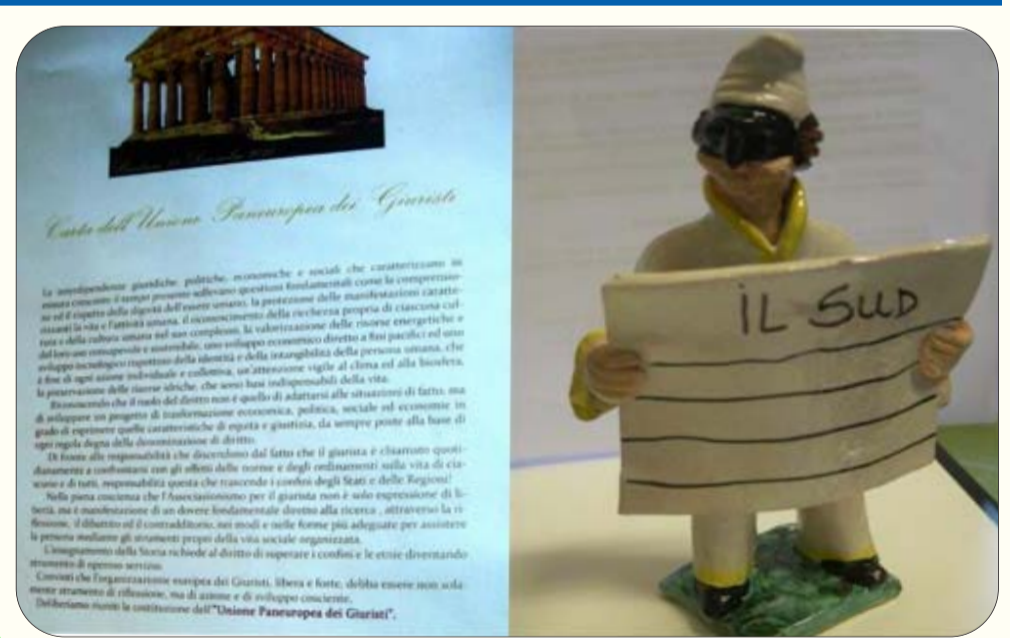 Carta dell'Unione Paneuropea dei Giuristi
Le interdipendenze giuridiche, politiche, economiche e sociali che caratterizzano in
misura crescente il tempo presente sollevano questioni fondamentali come la comprensio-
ne ed il rispetto della dignità dell'essere umano, la protezione delle manifestazioni caratte-
rizzanti la vita e l'attività umana, il riconoscimento della ricchezza propria di ciascuna cul-
tura e della cultura umana nel suo complesso, la valorizzazione delle risorse energetiche e
del loro uso consapevole e sostenibile, uno sviluppo economico diretto a fini pacifici ed uno
sviluppo tecnologico rispettoso della identità e della intangibilità della persona umana, che
è fine di ogni azione individuale e collettiva, un'attenzione vigile al clima ed alla biosfera,
la preservazione delle risorse idriche, che sono basi indispensabili della vita.
Riconoscendo che il ruolo del diritto non è quello di adattarsi alle situazioni di fatto, ma
di sviluppare un progetto di trasformazione economica, politica, sociale ed economie in
grado di esprimere quelle caratteristiche di equità e giustizia, da sempre poste alla base di
ogni regola degna della denominazione di diritto.
Di fronte alle responsabilità che discendono dal fatto che il giurista è chiamato quoti-
dianamente a confrontarsi con gli effetti delle norme e degli ordinamenti sulla vita di cia-
scuno e di tutti, responsabilità questa che trascende i confini degli Stati e delle Regioni!
Nella piena coscienza che l'Associazionismo per il giurista non è solo espressione di li-
bertà, ma è manifestazione di un dovere fondamentale diretto alla ricerca , attraverso la ri-
flessione, il dibattito ed il contraddittorio, nei modi e nelle forme più adeguate per assistere
la persona mediante gli strumenti propri della vita sociale organizzata.
L'insegnamento della Storia richiede al diritto di superare i confini e le etnie diventando
strumento di operoso servizio.
Convinti che l'organizzazione europea dei Giuristi, libera e forte, debba essere non sola-
mente strumento di riflessione, ma di azione e di sviluppo cosciente.
Deliberiamo riuniti la costituzione dell'"Unione Paneuropea dei Giuristi".
IL SUD